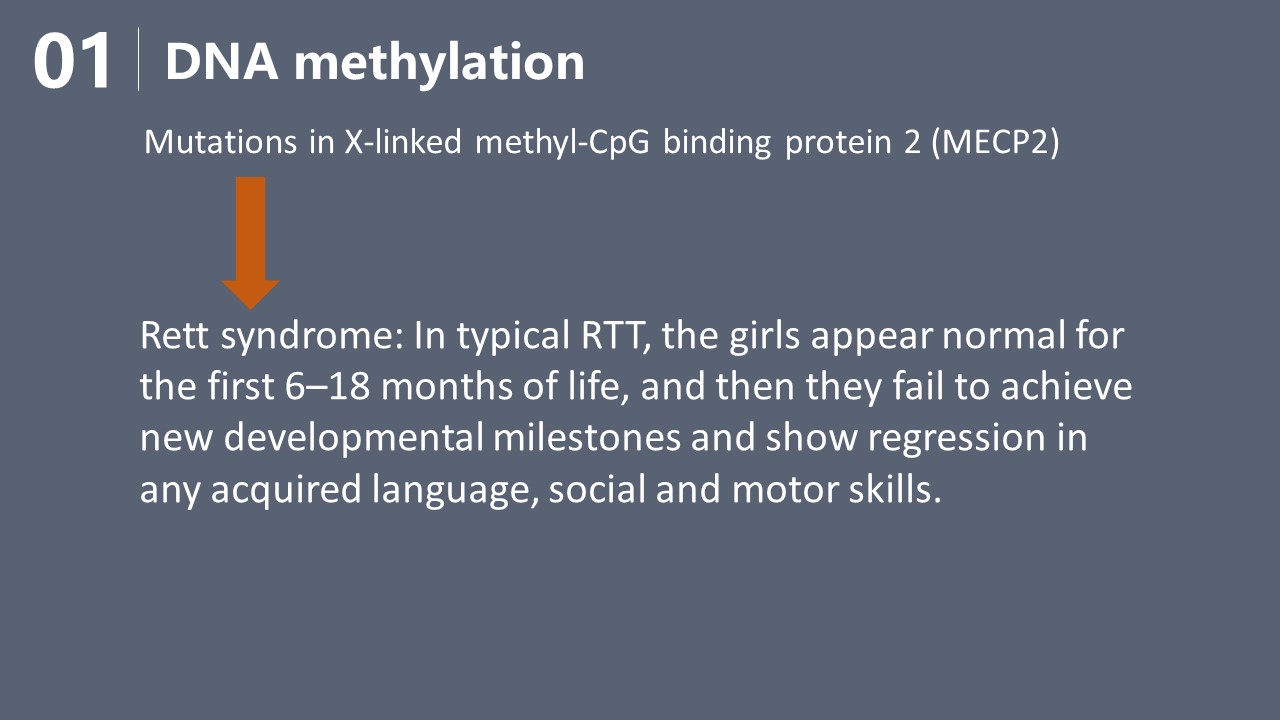 01
DNA methylation
Mutations in X-linked methyl-CpG binding protein 2 (MECP2)
Rett syndrome: In typical RTT, the girls appear normal for
the first 6–18 months of life, and then they fail to achieve
new developmental milestones and show regression in
any acquired language, social and motor skills.